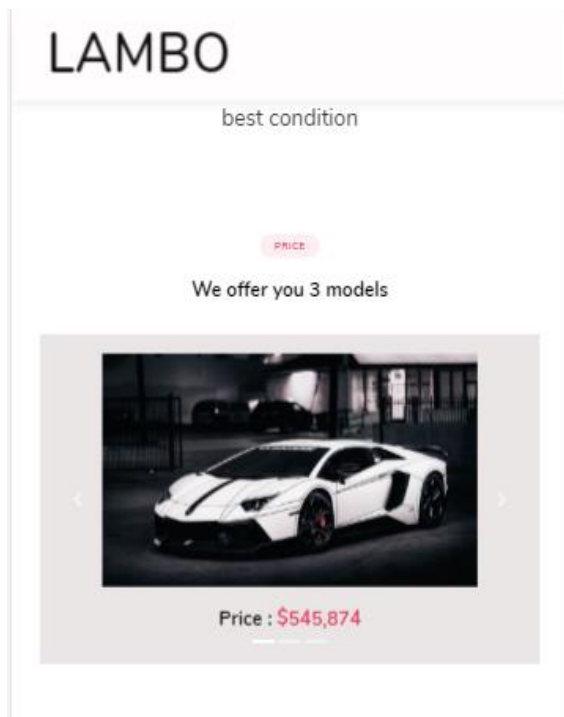 LAMBO
best condition
PRICE
We offer you 3 models
Price : $545,874